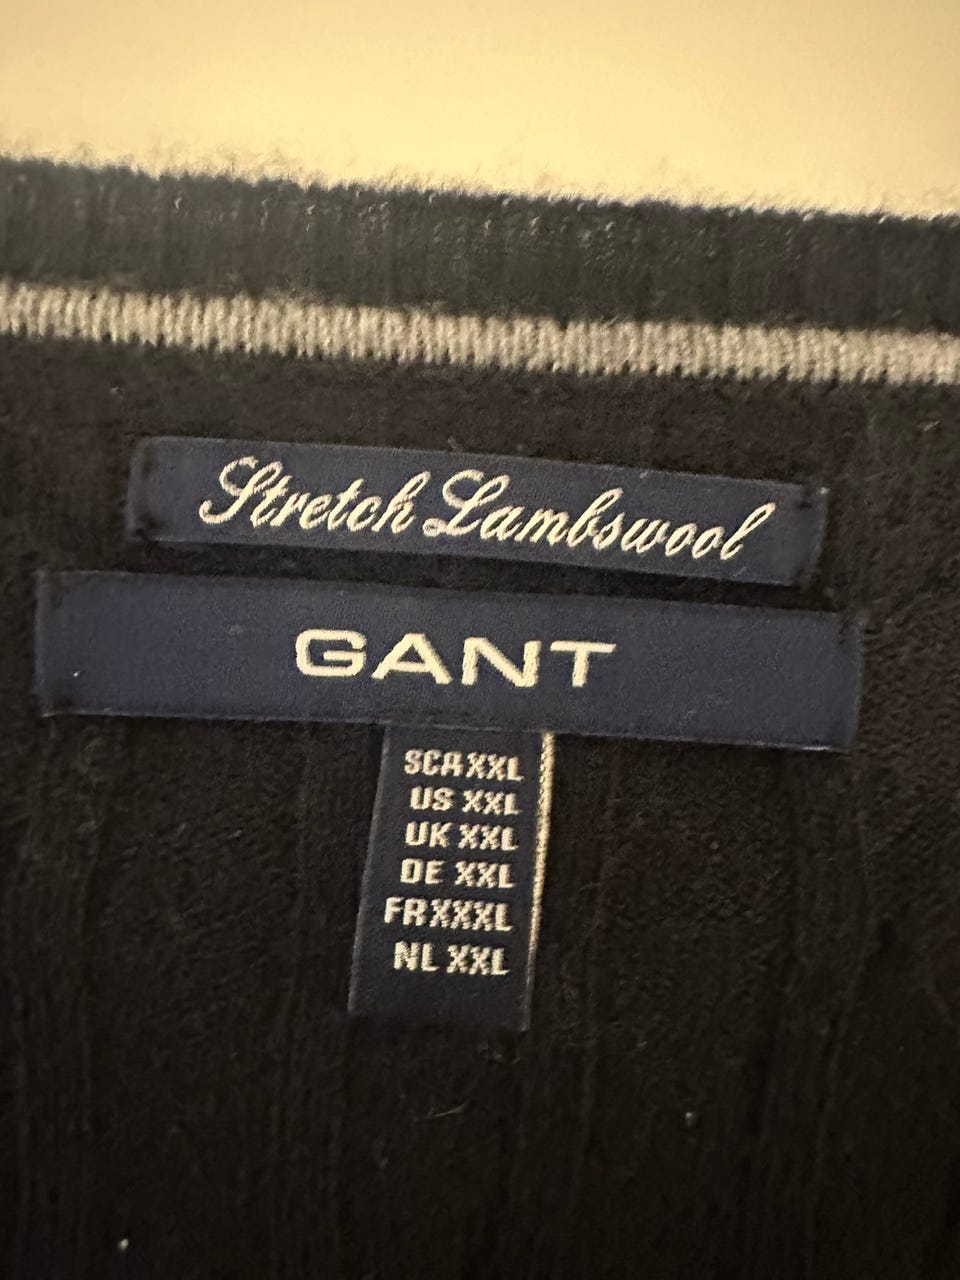 Stretch Lambswool
GANT
SCA XXL
US XXL
UK XXL
DE XXL
FR XXXL
NL XXL